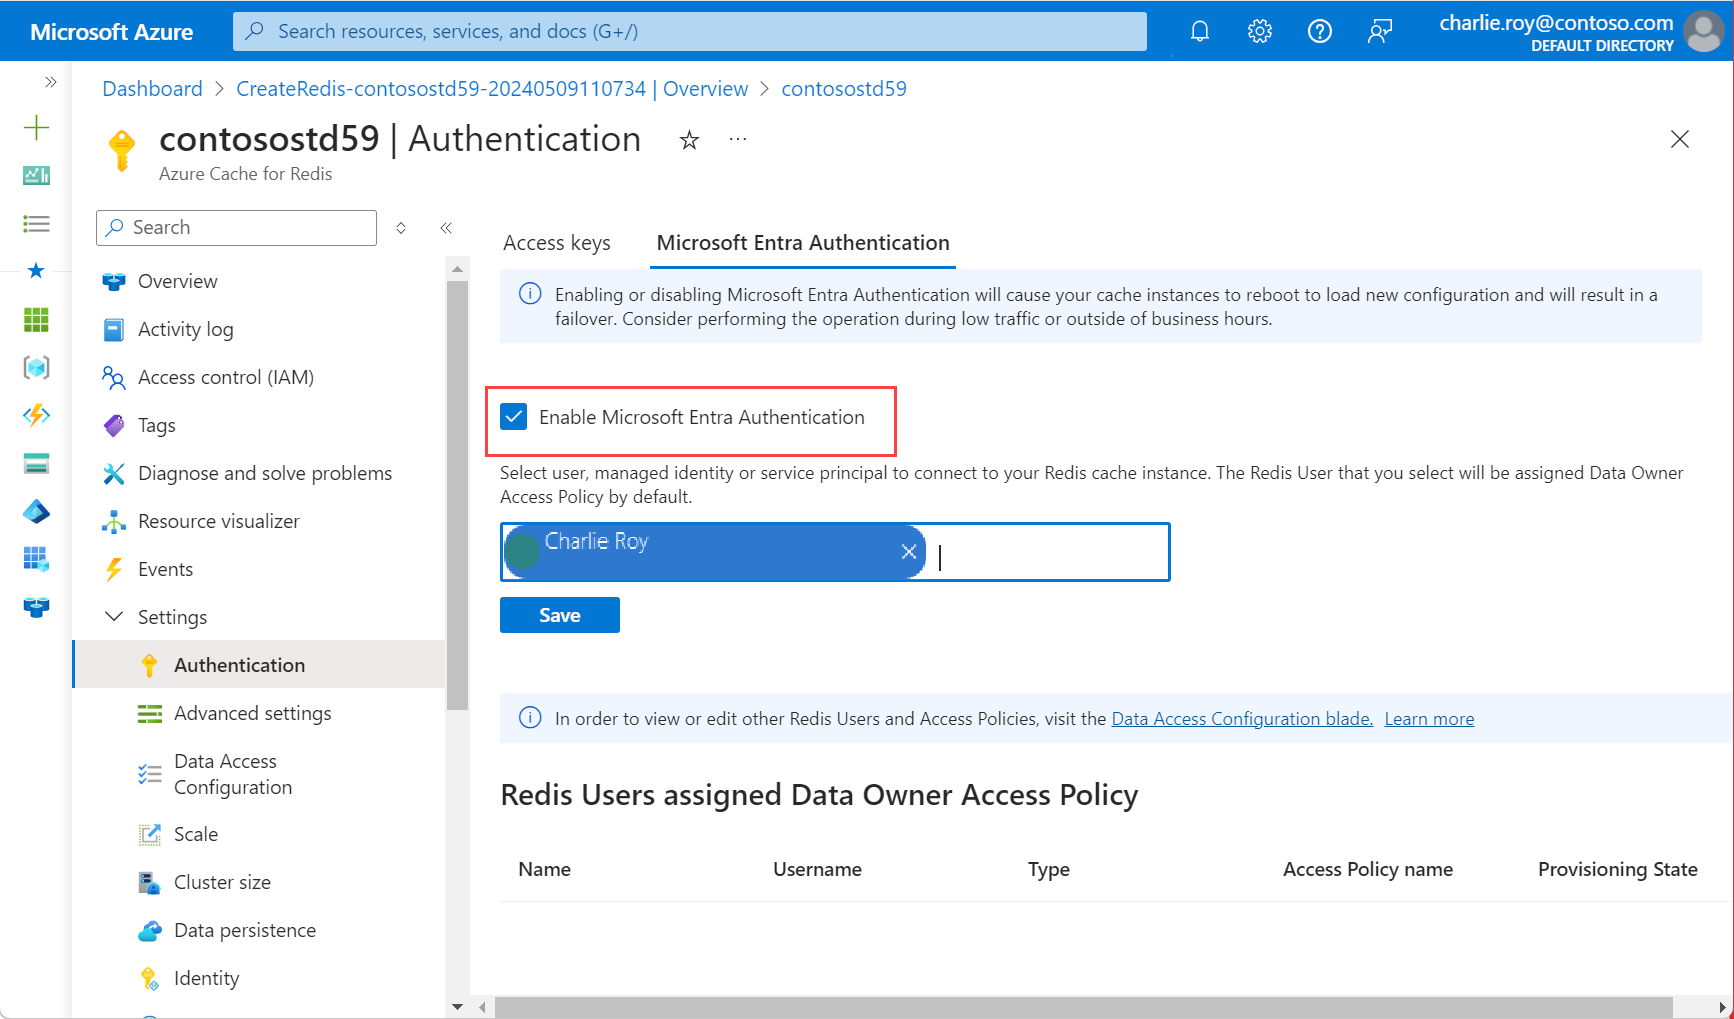 Microsoft Azure
Search resources, services, and docs (G+/)
charlie.roy@contoso.com
DEFAULT DIRECTORY
Dashboard > CreateRedis-contosostd59-20240509110734 | Overview > contosostd59
contosostd59 | Authentication
Azure Cache for Redis
Search
Overview
Activity log
Access control (IAM)
Tags
Diagnose and solve problems
Resource visualizer
Events
Settings
Authentication
Advanced settings
Data Access
Configuration
Scale
Cluster size
Data persistence
Identity
Access keys
Microsoft Entra Authentication
Enabling or disabling Microsoft Entra Authentication will cause your cache instances to reboot to load new configuration and will result in a
failover. Consider performing the operation during low traffic or outside of business hours.
Enable Microsoft Entra Authentication
Select user, managed identity or service principal to connect to your Redis cache instance. The Redis User that you select will be assigned Data Owner
Access Policy by default.
Charlie Roy
Save
In order to view or edit other Redis Users and Access Policies, visit the Data Access Configuration blade. Learn more
Redis Users assigned Data Owner Access Policy
Name Username Type Access Policy name Provisioning State